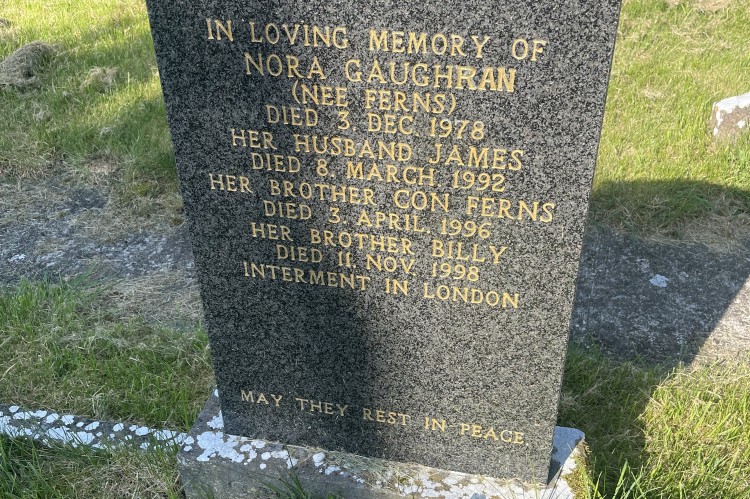 IN LOVING MEMORY OF
NORA GAUGHRAN
(NEE FERNS)
DIED 3. DEC. 1978
HER HUSBAND JAMES
DIED 8. MARCH 1992
HER BROTHER CON FERNS
DIED 3. APRIL. 1996
HER BROTHER BILLY
DIED 11. NOV. 1998
INTERMENT IN LONDON
MAY THEY REST IN PEACE.